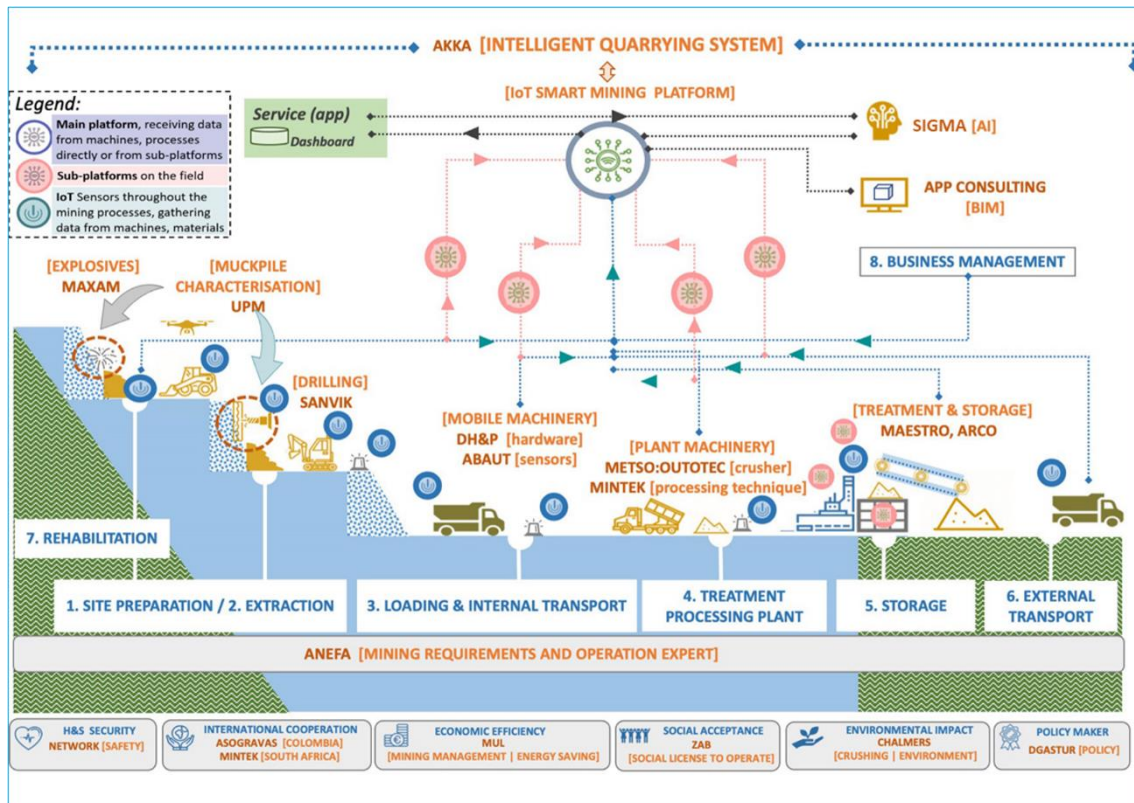 AKKA [INTELLIGENT QUARRYING SYSTEM]
[IoT SMART MINING PLATFORM]
Legend:
Main platform, receiving data
from machines, processes
directly or from sub-platforms
Sub-platforms on the field
IoT Sensors throughout the
mining processes, gathering
data from machines, materials
Service (app)
Dashboard
SIGMA [AI]
APP CONSULTING
[BIM]
8. BUSINESS MANAGEMENT
[EXPLOSIVES]
MAXAM
[MUCKPILE
CHARACTERISATION]
UPM
[DRILLING]
SANVIK
[MOBILE MACHINERY]
DH&P [hardware]
ABAUT [sensors]
[PLANT MACHINERY]
METSO:OUTOTEC [crusher]
MINTEK [processing technique]
[TREATMENT & STORAGE]
MAESTRO, ARCO
7. REHABILITATION
1. SITE PREPARATION / 2. EXTRACTION
3. LOADING & INTERNAL TRANSPORT
4. TREATMENT
PROCESSING PLANT
5. STORAGE
6. EXTERNAL
TRANSPORT
ANEFA [MINING REQUIREMENTS AND OPERATION EXPERT]
H&S SECURITY
NETWORK [SAFETY]
INTERNATIONAL COOPERATION
ASOGRAVAS [COLOMBIA]
MINTEK [SOUTH AFRICA]
ECONOMIC EFFICIENCY
MUL
[MINING MANAGEMENT | ENERGY SAVING]
SOCIAL ACCEPTANCE
ZAB
[SOCIAL LICENSE TO OPERATE]
ENVIRONMENTAL IMPACT
CHALMERS
[CRUSHING | ENVIRONMENT]
POLICY MAKER
DGASTUR [POLICY]